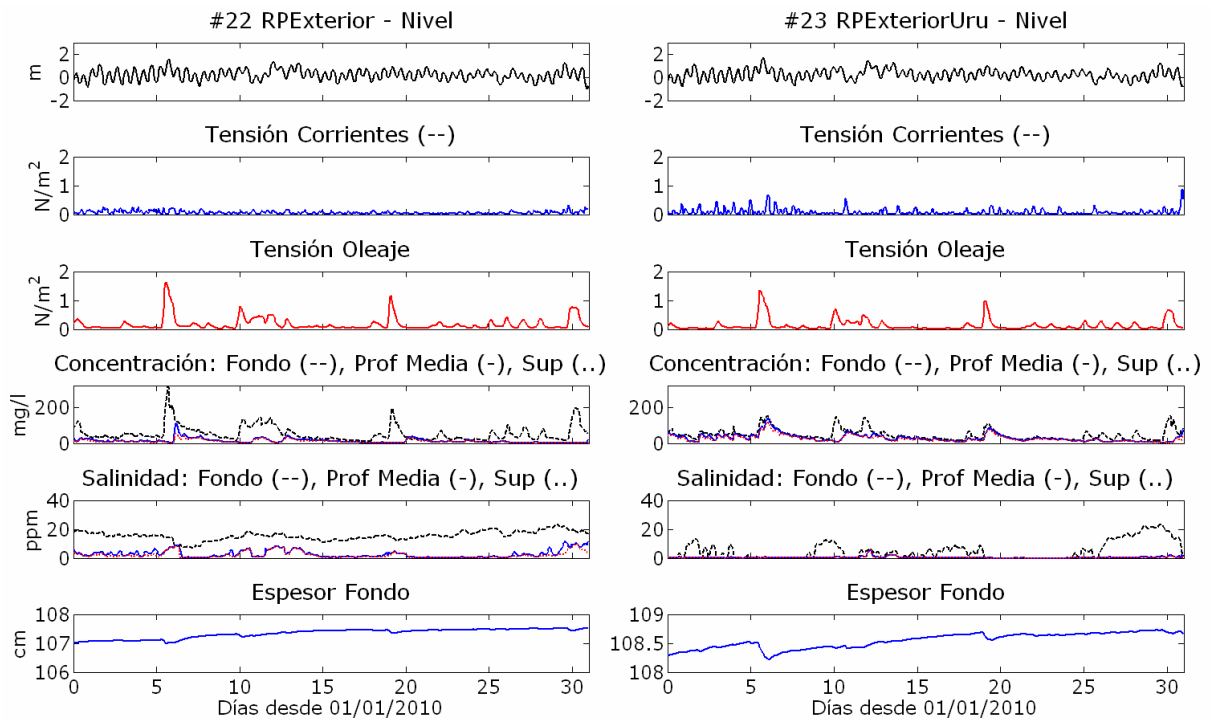 #22 RPExterior - Nivel
m
2
0
-2
Tensión Corrientes (--)
N/m2
2
1
0
Tensión Oleaje
N/m2
2
1
0
Concentración: Fondo (--), Prof Media (-), Sup (..)
mg/l
200
0
Salinidad: Fondo (--), Prof Media (-), Sup (..)
ppm
40
20
0
Espesor Fondo
cm
108
107
106
0 5 10 15 20 25 30
Días desde 01/01/2010
#23 RPExteriorUru - Nivel
2
0
-2
Tensión Corrientes (--)
2
1
0
Tensión Oleaje
2
1
0
Concentración: Fondo (--), Prof Media (-), Sup (..)
200
0
Salinidad: Fondo (--), Prof Media (-), Sup (..)
40
20
0
Espesor Fondo
109
108.5
108
0 5 10 15 20 25 30
Días desde 01/01/2010